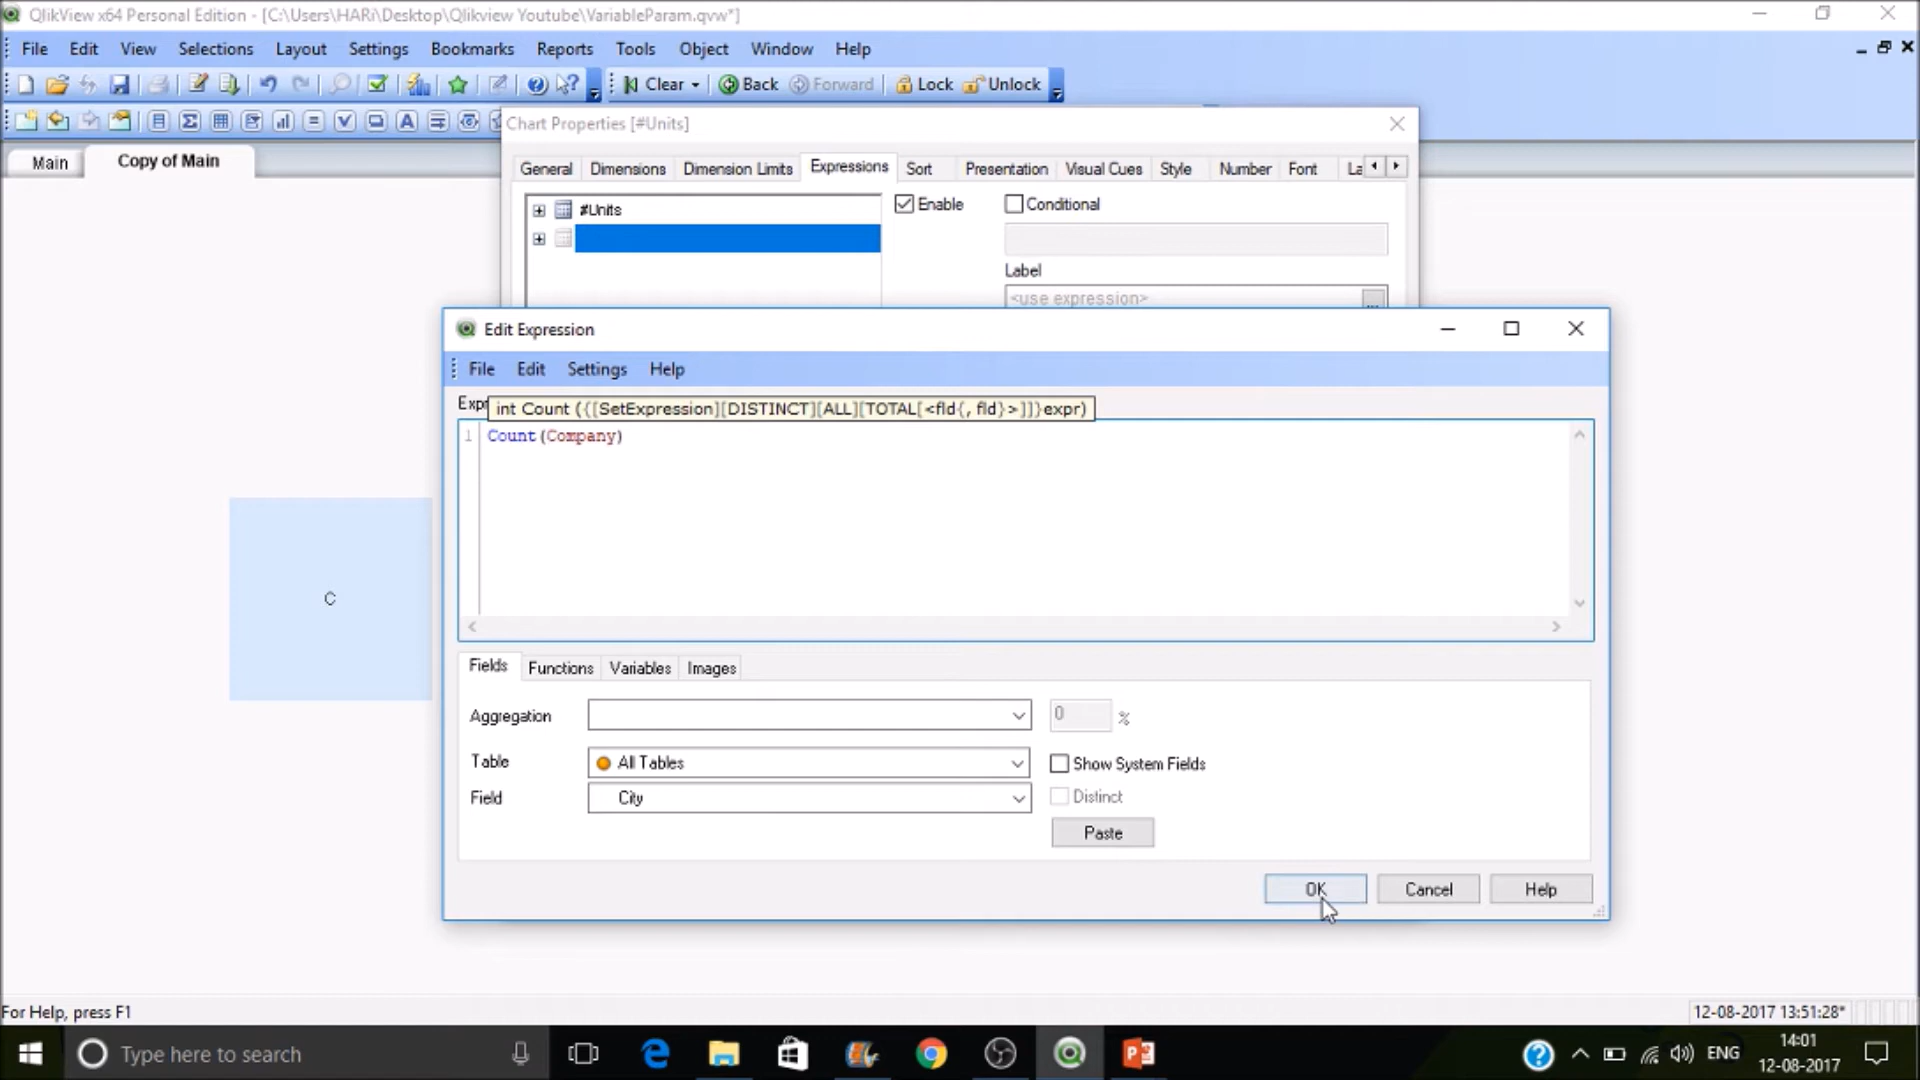 QlikView x64 Personal Edition - [C:\Users\HARi\Desktop\Qlikview Youtube\VariableParam.qvw*]
File Edit View Selections Layout Settings Bookmarks Reports Tools Object Window Help
Clear Back Forward Lock Unlock
Chart Properties [#Units]
Main Copy of Main
General Dimensions Dimension Limits Expressions Sort Presentation Visual Cues Style Number Font La
#Units
Enable Conditional
Label
<use expression> ...
Edit Expression
File Edit Settings Help
Expr int Count ({[SetExpression][DISTINCT][ALL][TOTAL[<fld{, fld}>]]}expr)
1 Count (Company)
C
Fields Functions Variables Images
Aggregation 0 %
Table All Tables Show System Fields
Field City Distinct
Paste
OK Cancel Help
For Help, press F1 12-08-2017 13:51:28*
Type here to search ENG 14:01
12-08-2017